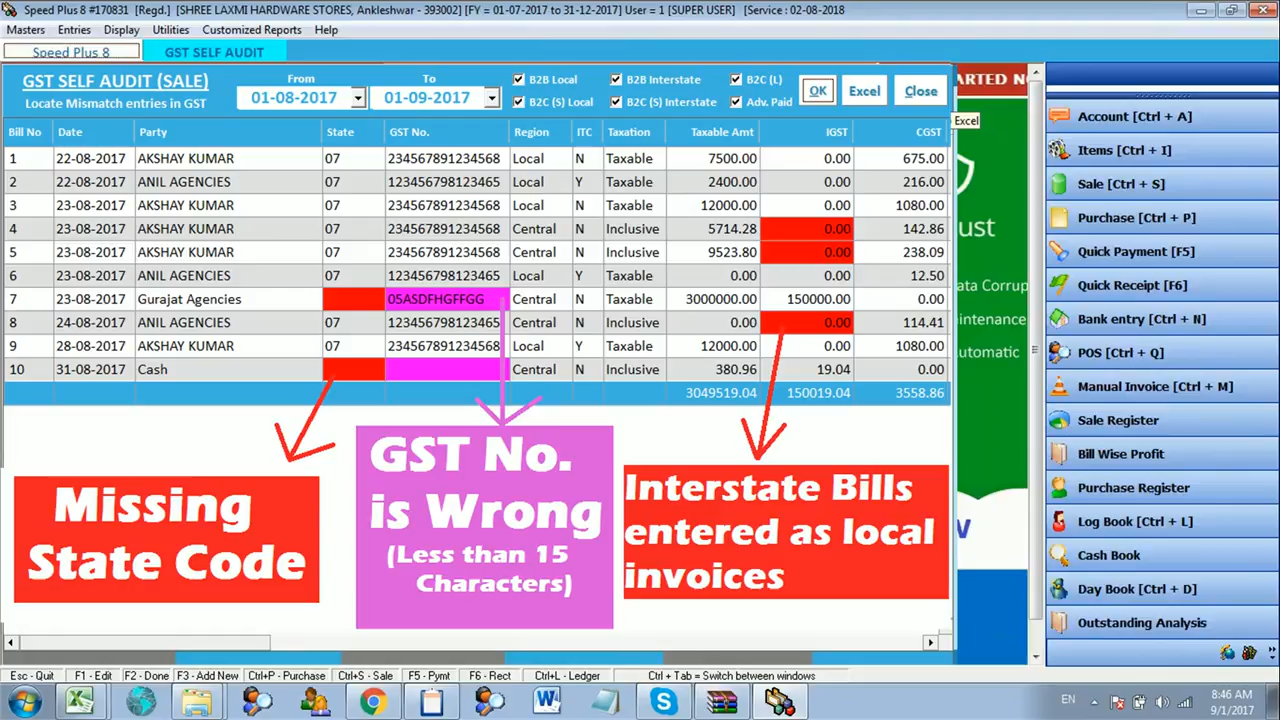 Speed Plus 8 #170831 [Regd.] [SHREE LAXMI HARDWARE STORES, Ankleshwar - 393002] [FY = 01-07-2017 to 31-12-2017] User = 1 [SUPER USER] [Service : 02-08-2018
Masters Entries Display Utilities Customized Reports Help
Speed Plus 8 GST SELF AUDIT
GST SELF AUDIT (SALE)
Locate Mismatch entries in GST
From To
01-08-2017 01-09-2017
B2B Local B2B Interstate B2C (L)
B2C (S) Local B2C (S) Interstate Adv. Paid
OK Excel Close
Excel
Bill No Date Party State GST No. Region ITC Taxation Taxable Amt IGST CGST
1 22-08-2017 AKSHAY KUMAR 07 234567891234568 Local N Taxable 7500.00 0.00 675.00
2 22-08-2017 ANIL AGENCIES 07 123456798123465 Local Y Taxable 2400.00 0.00 216.00
3 23-08-2017 AKSHAY KUMAR 07 234567891234568 Local N Taxable 12000.00 0.00 1080.00
4 23-08-2017 AKSHAY KUMAR 07 234567891234568 Central N Inclusive 5714.28 0.00 142.86
5 23-08-2017 AKSHAY KUMAR 07 234567891234568 Central N Inclusive 9523.80 0.00 238.09
6 23-08-2017 ANIL AGENCIES 07 123456798123465 Local Y Taxable 0.00 0.00 12.50
7 23-08-2017 Gurajat Agencies 05ASDFHGFFGG Central N Taxable 3000000.00 150000.00 0.00
8 24-08-2017 ANIL AGENCIES 07 123456798123465 Central N Inclusive 0.00 0.00 114.41
9 28-08-2017 AKSHAY KUMAR 07 234567891234568 Local Y Taxable 12000.00 0.00 1080.00
10 31-08-2017 Cash Central N Inclusive 380.96 19.04 0.00
3049519.04 150019.04 3558.86
Missing
State Code
GST No.
is Wrong
(Less than 15
Characters)
Interstate Bills
entered as local
invoices
ARTED NO
ust
ata Corrup
intenance
utomatic
W
Account [Ctrl + A]
Items [Ctrl + I]
Sale [Ctrl + S]
Purchase [Ctrl + P]
Quick Payment [F5]
Quick Receipt [F6]
Bank entry [Ctrl + N]
POS [Ctrl + Q]
Manual Invoice [Ctrl + M]
Sale Register
Bill Wise Profit
Purchase Register
Log Book [Ctrl + L]
Cash Book
Day Book [Ctrl + D]
Outstanding Analysis
Esc - Quit F1 - Edit F2 - Done F3 - Add New Ctrl+P - Purchase Ctrl+S - Sale F5 - Pymt F6 - Rect Ctrl+L - Ledger Ctrl + Tab = Switch between windows
EN 8:46 AM
9/1/2017